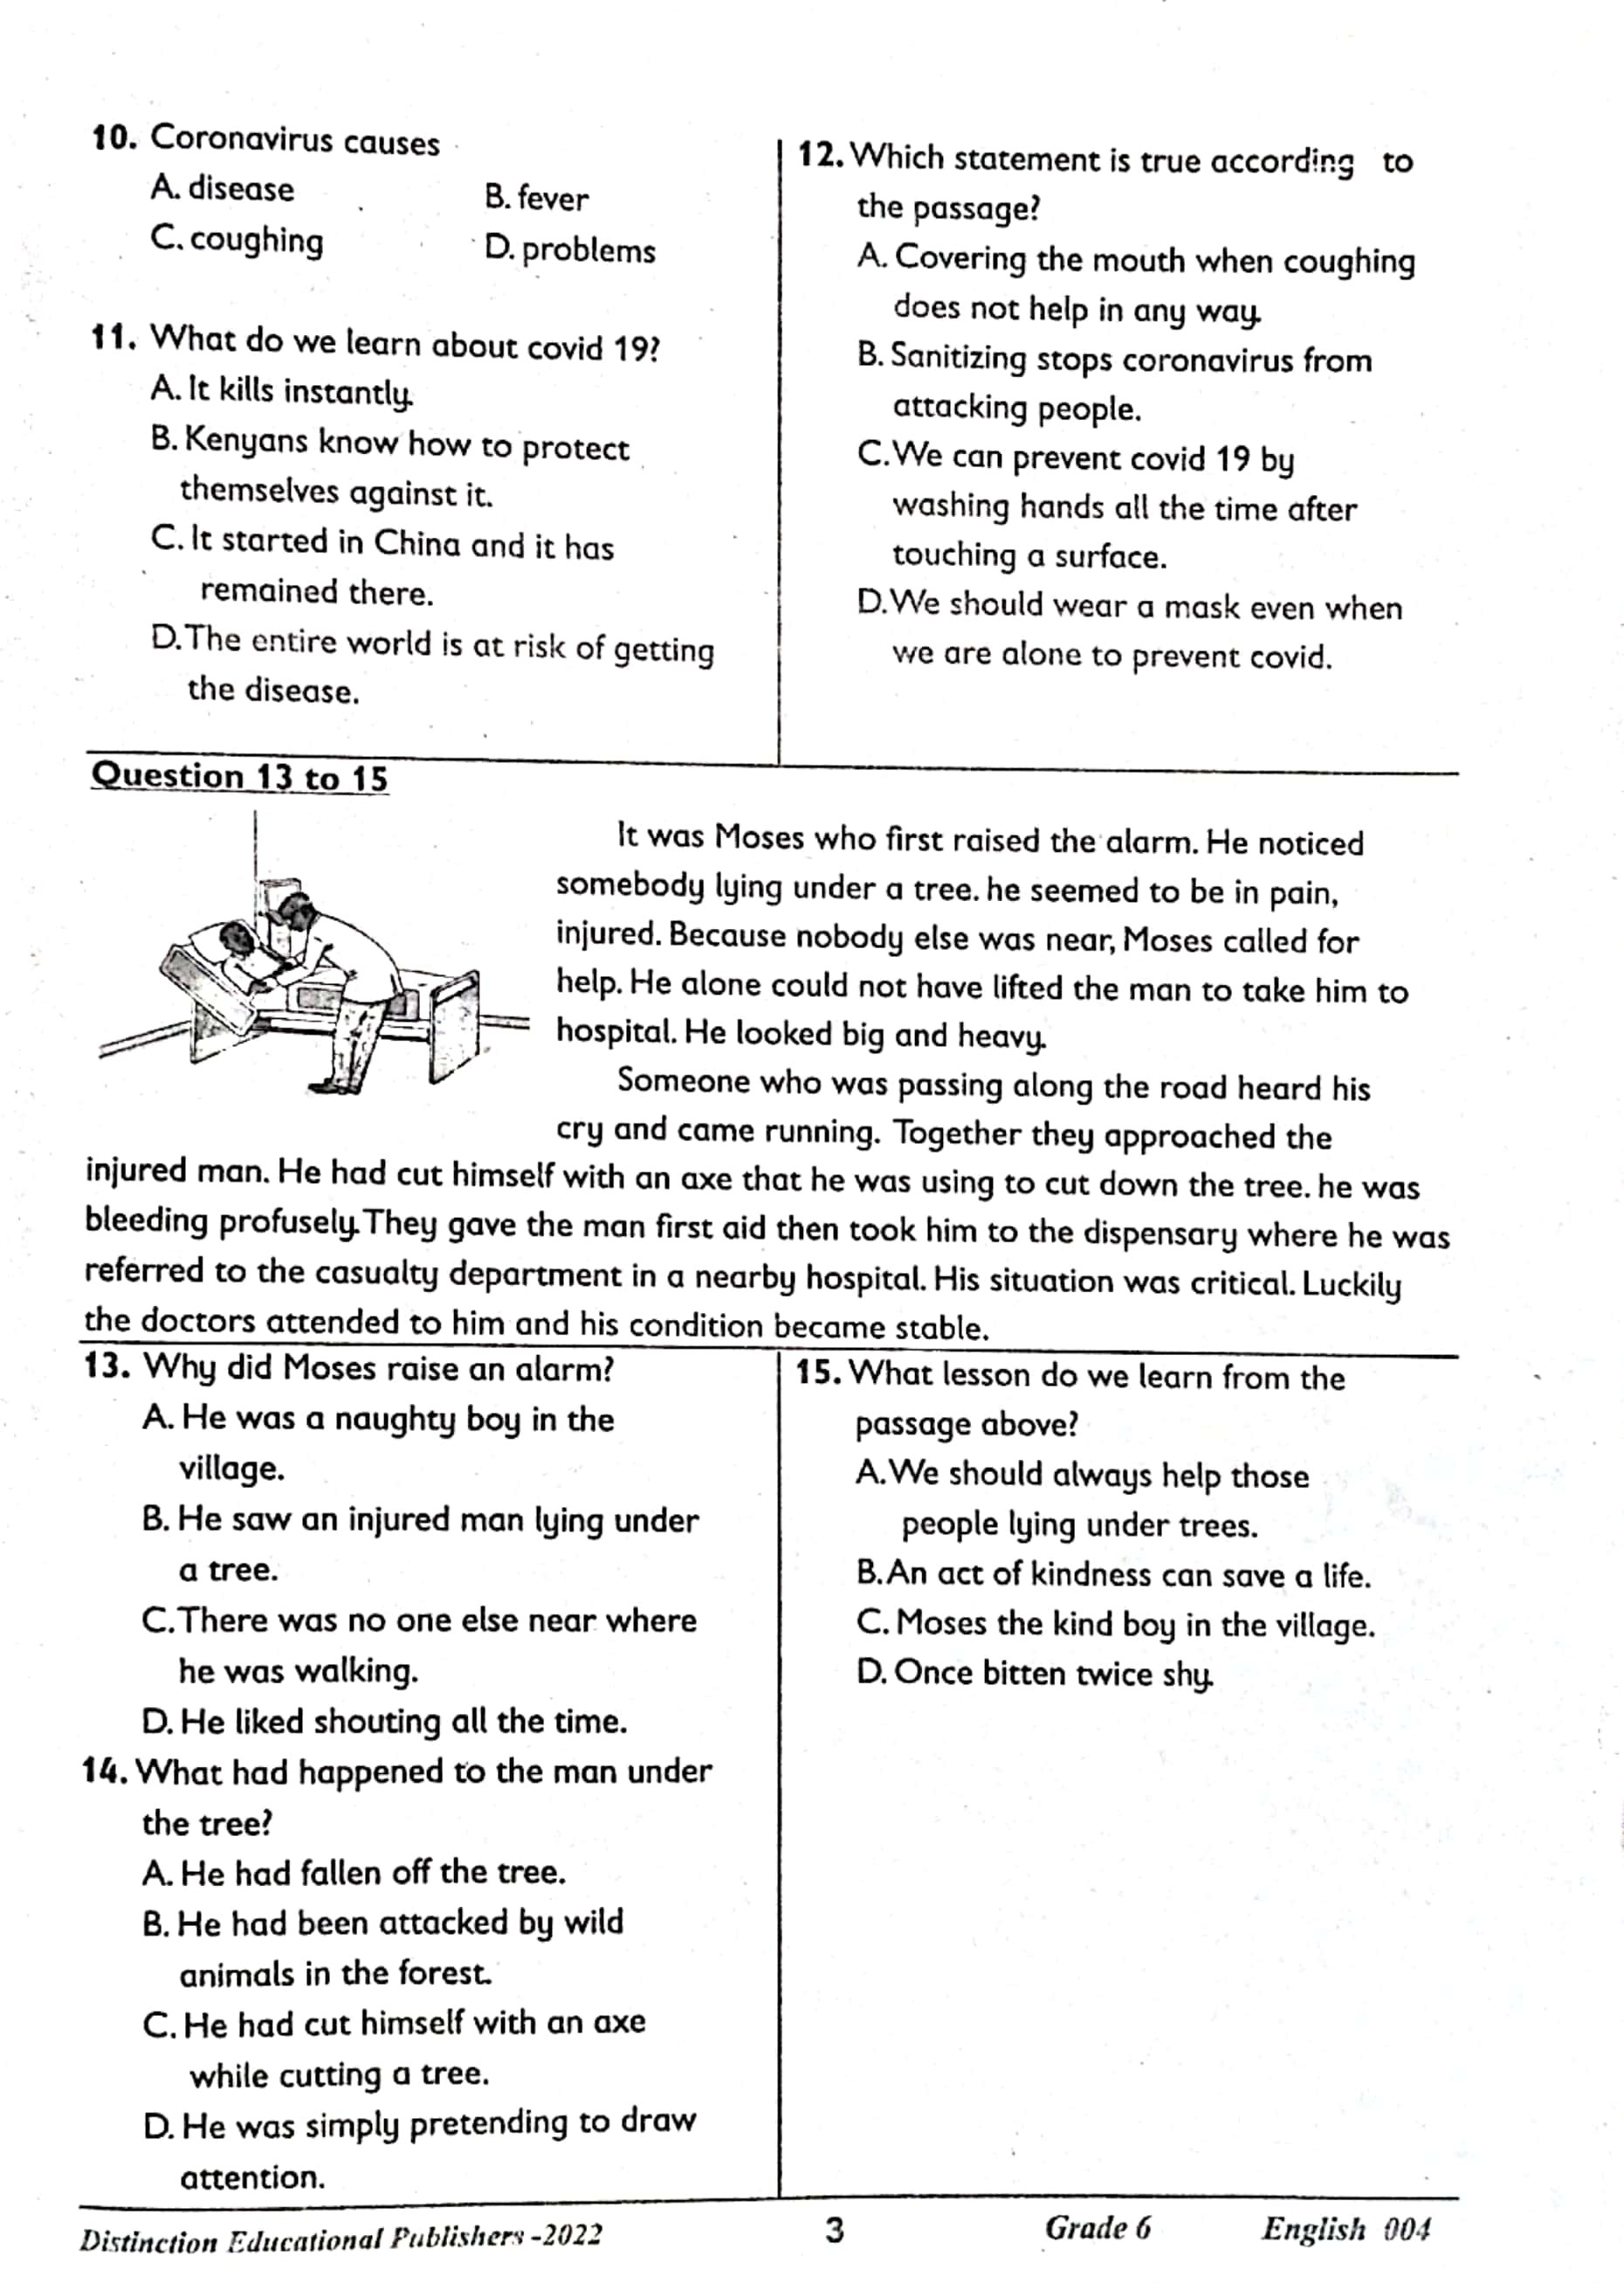 10. Coronavirus causes
A. disease
B. fever
C. coughing
D. problems
11. What do we learn about covid 19?
A. It kills instantly.
B. Kenyans know how to protect
themselves against it.
C. It started in China and it has
remained there.
D. The entire world is at risk of getting
the disease.
12. Which statement is true according to
the passage?
A. Covering the mouth when coughing
does not help in any way.
B. Sanitizing stops coronavirus from
attacking people.
C. We can prevent covid 19 by
washing hands all the time after
touching a surface.
D. We should wear a mask even when
we are alone to prevent covid.
Question 13 to 15
It was Moses who first raised the alarm. He noticed
somebody lying under a tree. he seemed to be in pain,
injured. Because nobody else was near, Moses called for
help. He alone could not have lifted the man to take him to
hospital. He looked big and heavy.
Someone who was passing along the road heard his
cry and came running. Together they approached the
injured man. He had cut himself with an axe that he was using to cut down the tree. he was
bleeding profusely. They gave the man first aid then took him to the dispensary where he was
referred to the casualty department in a nearby hospital. His situation was critical. Luckily
the doctors attended to him and his condition became stable.
13. Why did Moses raise an alarm?
A. He was a naughty boy in the
village.
B. He saw an injured man lying under
a tree.
C. There was no one else near where
he was walking.
D. He liked shouting all the time.
14. What had happened to the man under
the tree?
A. He had fallen off the tree.
B. He had been attacked by wild
animals in the forest.
C. He had cut himself with an axe
while cutting a tree.
D. He was simply pretending to draw
attention.
15. What lesson do we learn from the
passage above?
A. We should always help those
people lying under trees.
B. An act of kindness can save a life.
C. Moses the kind boy in the village.
D. Once bitten twice shy.
Distinction Educational Publishers -2022
3
Grade 6
English 004